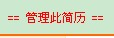 == 管理此简历 ==